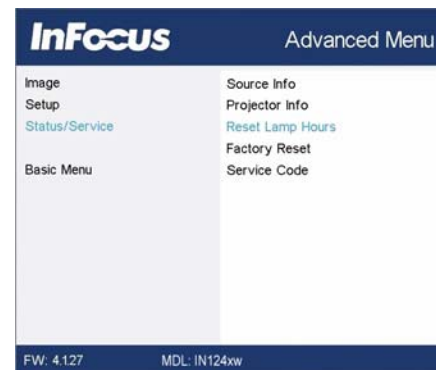 InFocus
Advanced Menu
Image
Setup
Status/Service
Basic Menu
Source Info
Projector Info
Reset Lamp Hours
Factory Reset
Service Code
FW: 4.1.27 MDL: IN124xw